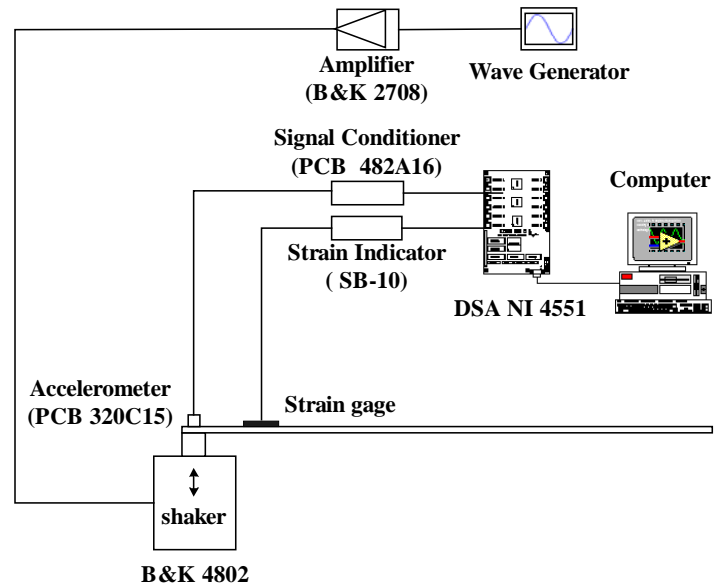 Amplifier
(B&K 2708)
Wave Generator
Signal Conditioner
(PCB 482A16)
Computer
Strain Indicator
( SB-10)
DSA NI 4551
Accelerometer
(PCB 320C15)
Strain gage
shaker
B&K 4802